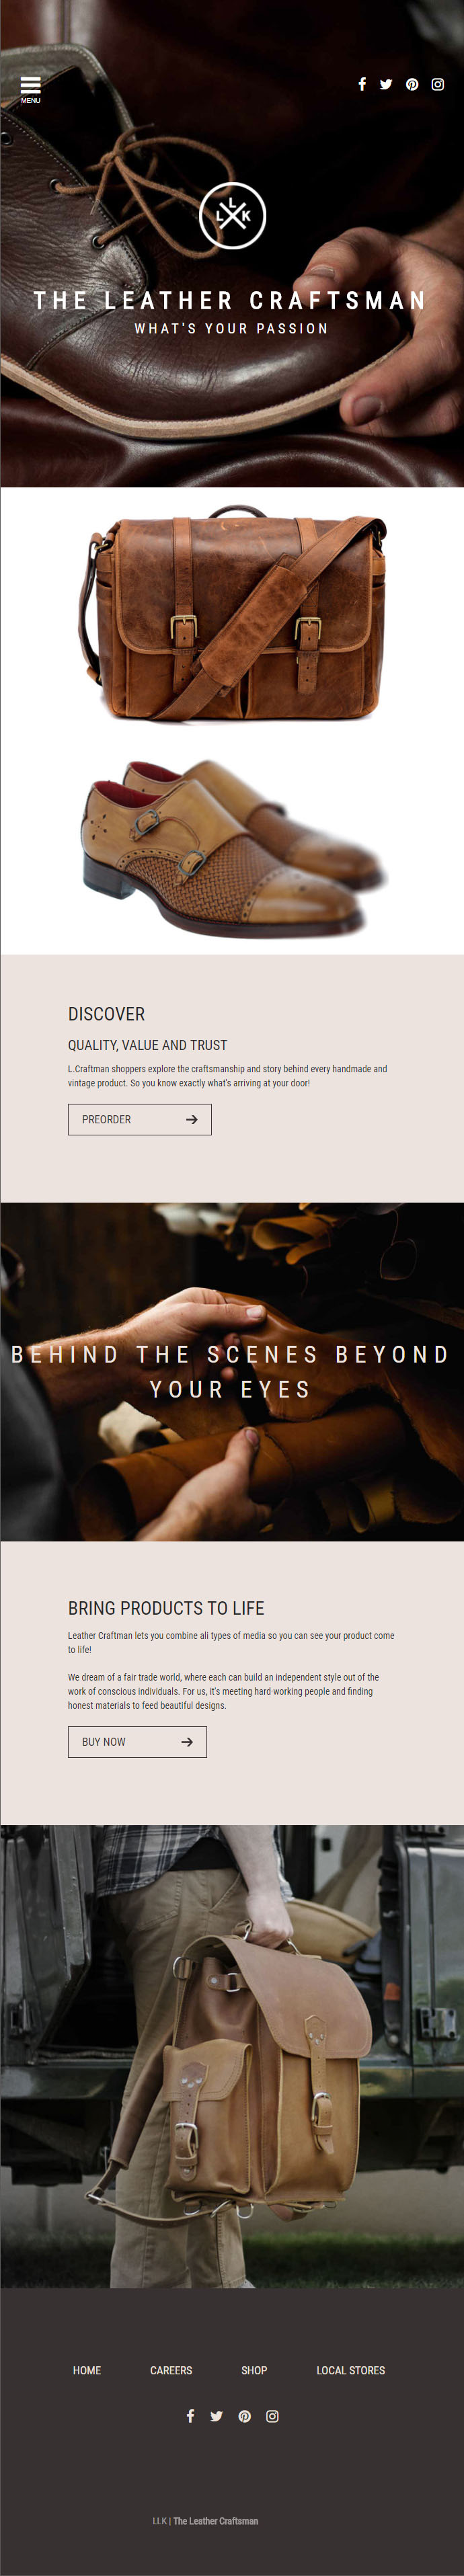 MENU
L L K
THE LEATHER CRAFTSMAN
WHAT'S YOUR PASSION
DISCOVER
QUALITY, VALUE AND TRUST
L.Craftman shoppers explore the craftsmanship and story behind every handmade and
vintage product. So you know exactly what's arriving at your door!
PREORDER
BEHIND THE SCENES BEYOND
YOUR EYES
BRING PRODUCTS TO LIFE
Leather Craftman lets you combine all types of media so you can see your product come
to life!
We dream of a fair trade world, where each can build an independent style out of the
work of conscious individuals. For us, it's meeting hard-working people and finding
honest materials to feed beautiful designs.
BUY NOW
HOME CAREERS SHOP LOCAL STORES
LLK | The Leather Craftsman